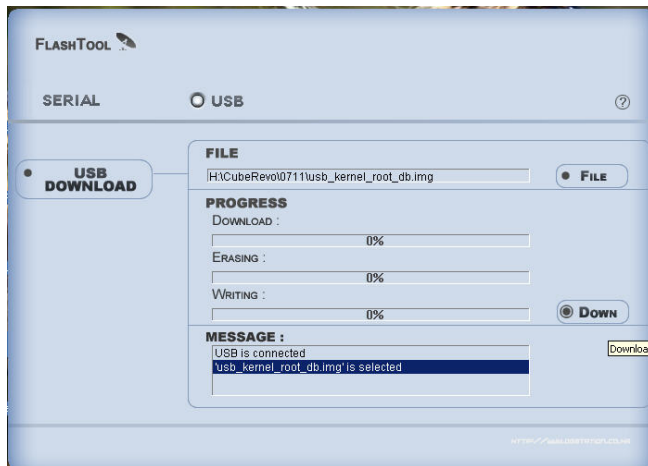 FLASHTOOL
SERIAL
USB
?
USB
DOWNLOAD
FILE
H:\CubeRevo\0711\usb_kernel_root_db.img
FILE
PROGRESS
DOWNLOAD :
0%
ERASING :
0%
WRITING :
0%
DOWN
Downloa
MESSAGE :
USB is connected
'usb_kernel_root_db.img' is selected